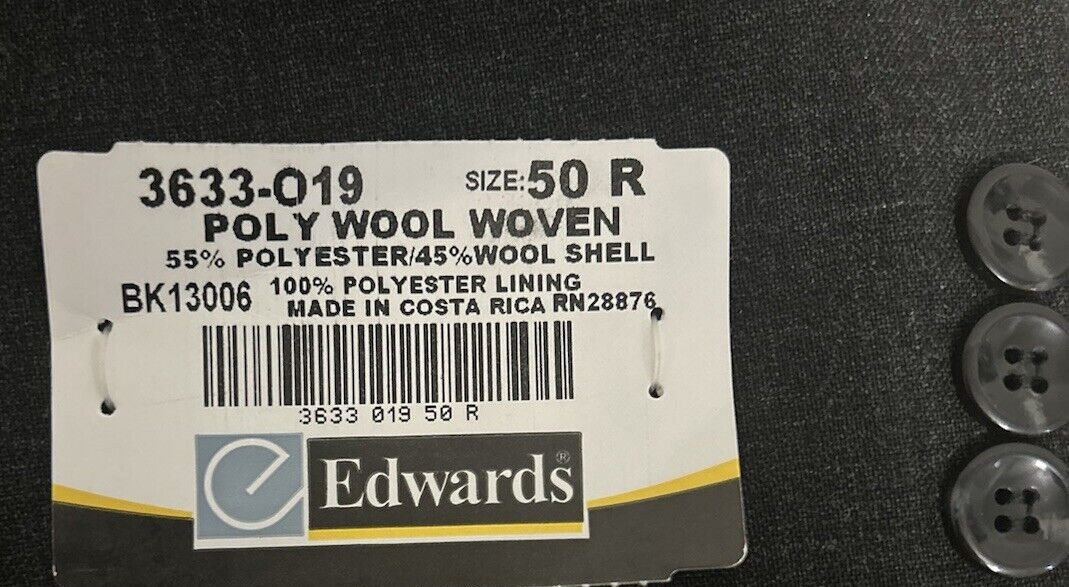 3633-O19 SIZE: 50 R
POLY WOOL WOVEN
55% POLYESTER/45%WOOL SHELL
BK13006 100% POLYESTER LINING
MADE IN COSTA RICA RN28876
3633 019 50 R
e Edwards®